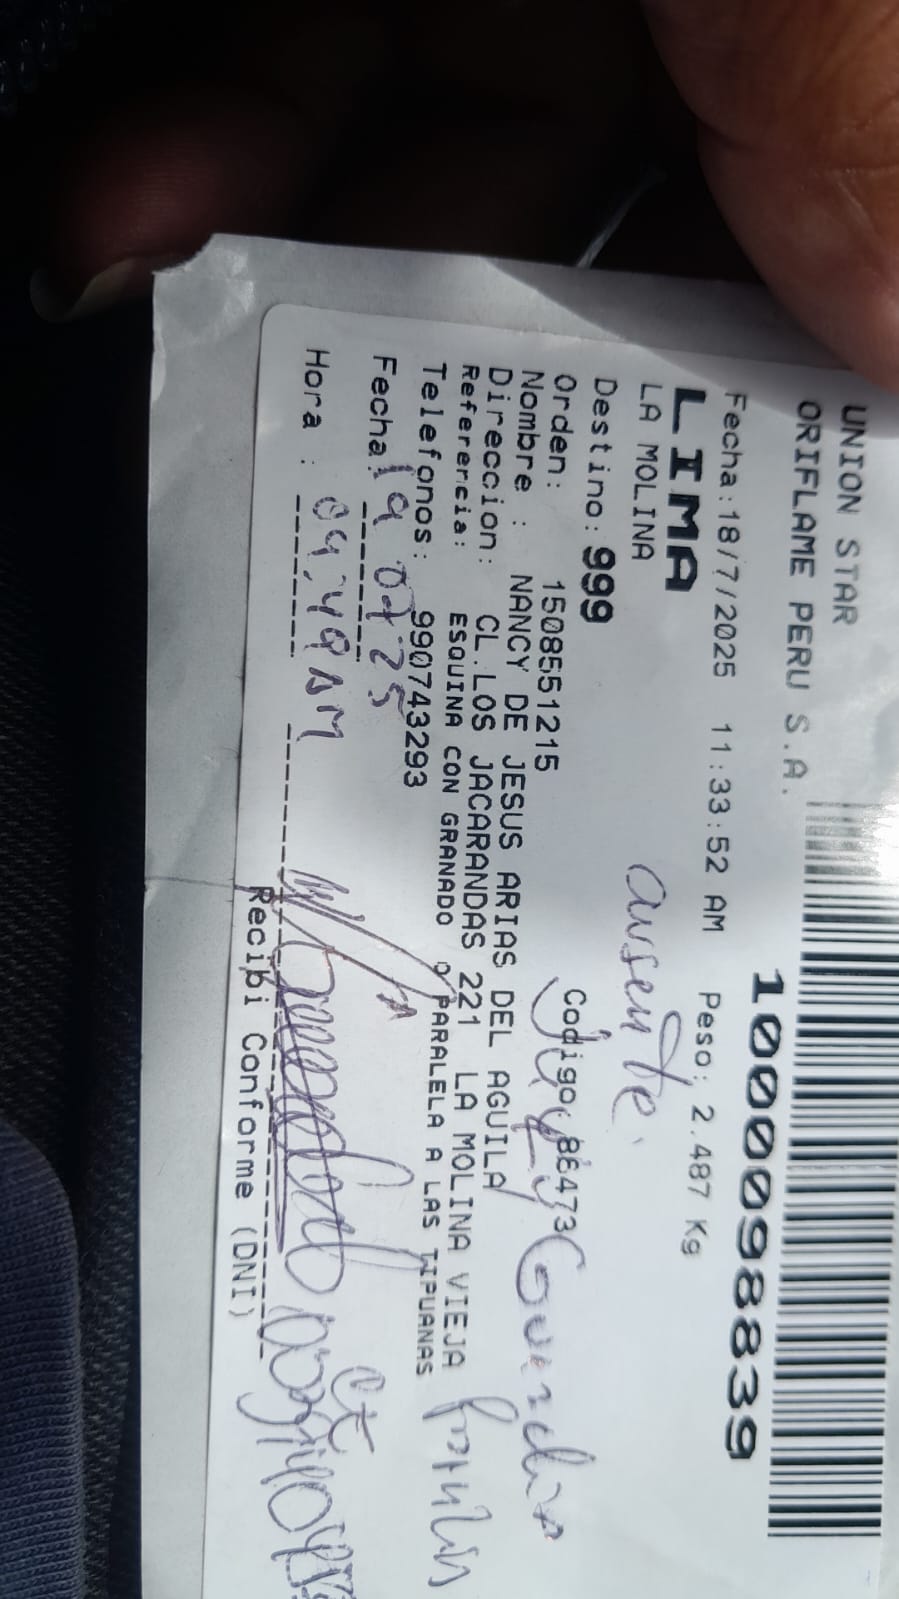 UNION STAR
ORIFLAME PERU S.A.
10000988839
Fecha:18/7/2025 11:33:52 AM Peso: 2.487 Kg
LIMA
LA MOLINA
ausente.
Destino: 999
Orden: 1508551215 Codigo: 86473
Nombre : NANCY DE JESUS ARIAS DEL AGUILA
Direccion: CL.LOS JACARANDAS 221 LA MOLINA VIEJA
Referencia: ESQUINA CON GRANADO O PARALELA A LAS TIPUANAS
Telefonos: 990743293
Fecha: 19 07 25
Hora : 09:49 AM
Recibi Conforme (DNI)